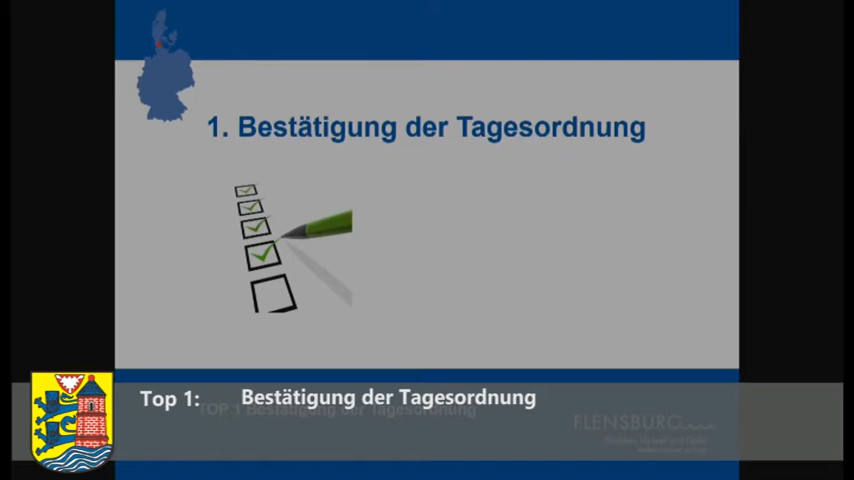 1. Bestätigung der Tagesordnung
Top 1: Bestätigung der Tagesordnung
TOP 1 Bestätigung der Tagesordnung
FLENSBURG